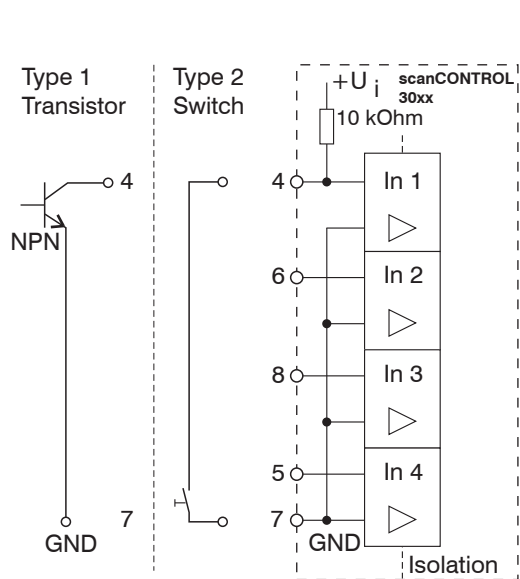 Type 1
Transistor
Type 2
Switch
+U i
scanCONTROL
30xx
10 kOhm
4
4
In 1
NPN
6
In 2
8
In 3
5
In 4
7
7
GND
GND
Isolation